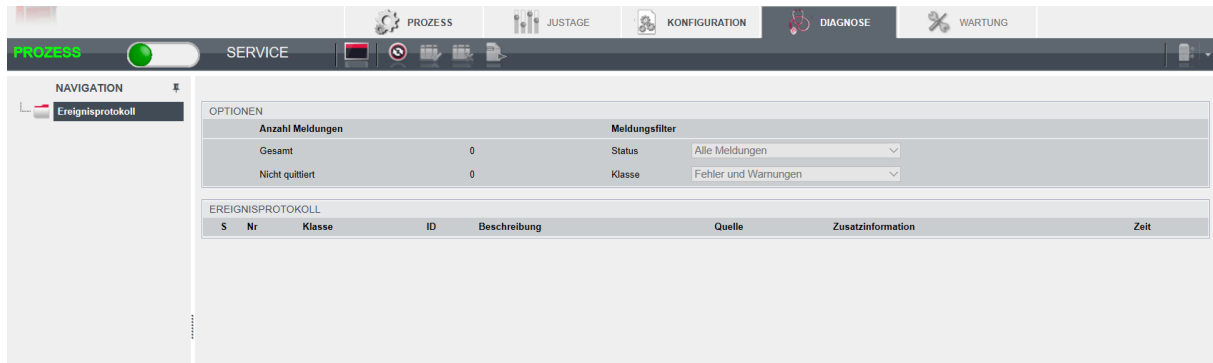 PROZESS JUSTAGE KONFIGURATION DIAGNOSE WARTUNG
PROZESS SERVICE
NAVIGATION
Ereignisprotokoll
OPTIONEN
Anzahl Meldungen Meldungsfilter
Gesamt 0 Status Alle Meldungen
Nicht quittiert 0 Klasse Fehler und Warnungen
EREIGNISPROTOKOLL
S Nr Klasse ID Beschreibung Quelle Zusatzinformation Zeit